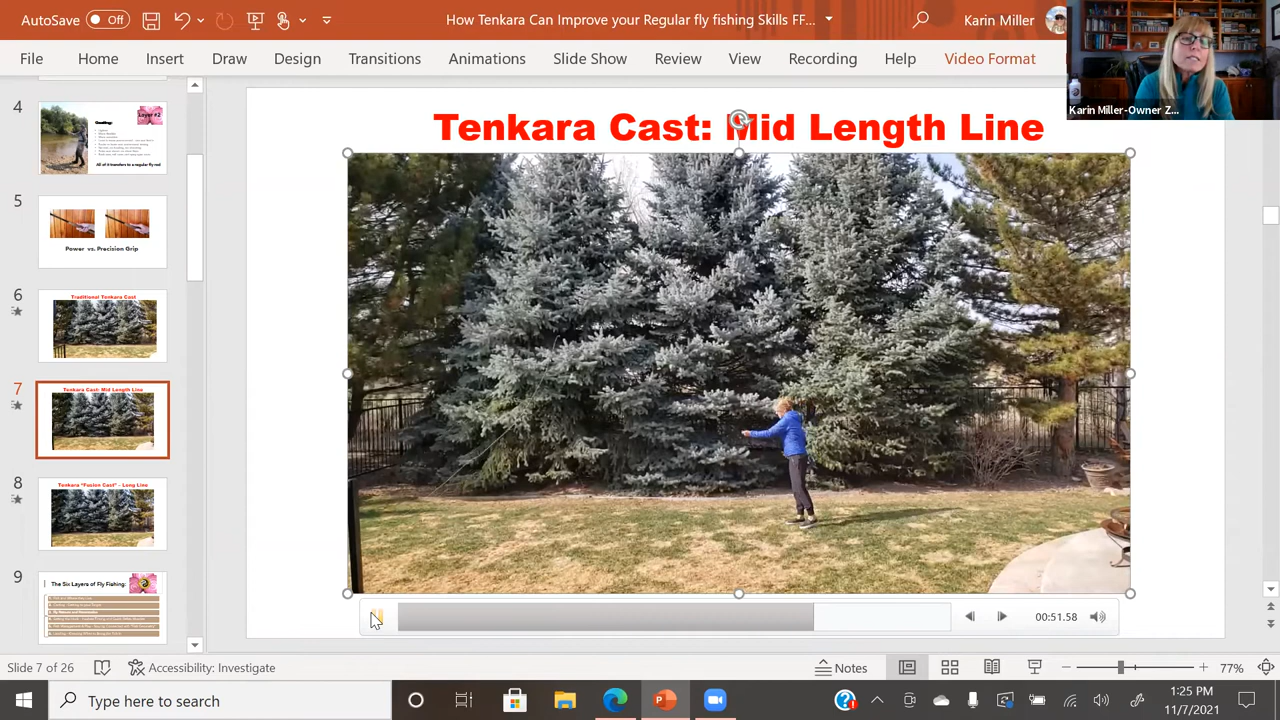 AutoSave Off How Tenkara Can Improve your Regular fly fishing Skills FF... Karin Miller
File Home Insert Draw Design Transitions Animations Slide Show Review View Recording Help Video Format
Karin Miller-Owner Z...
4
Layer #2
5
Power vs. Precision Grip
6
Traditional Tenkara Cast
7
Tenkara Cast: Mid Length Line
8
Tenkara "Fusion Cast" - Long Line
9
The Six Layers of Fly Fishing:
Tenkara Cast: Mid Length Line
00:51.58
Slide 7 of 26 Accessibility: Investigate Notes 77%
Type here to search
1:25 PM
11/7/2021